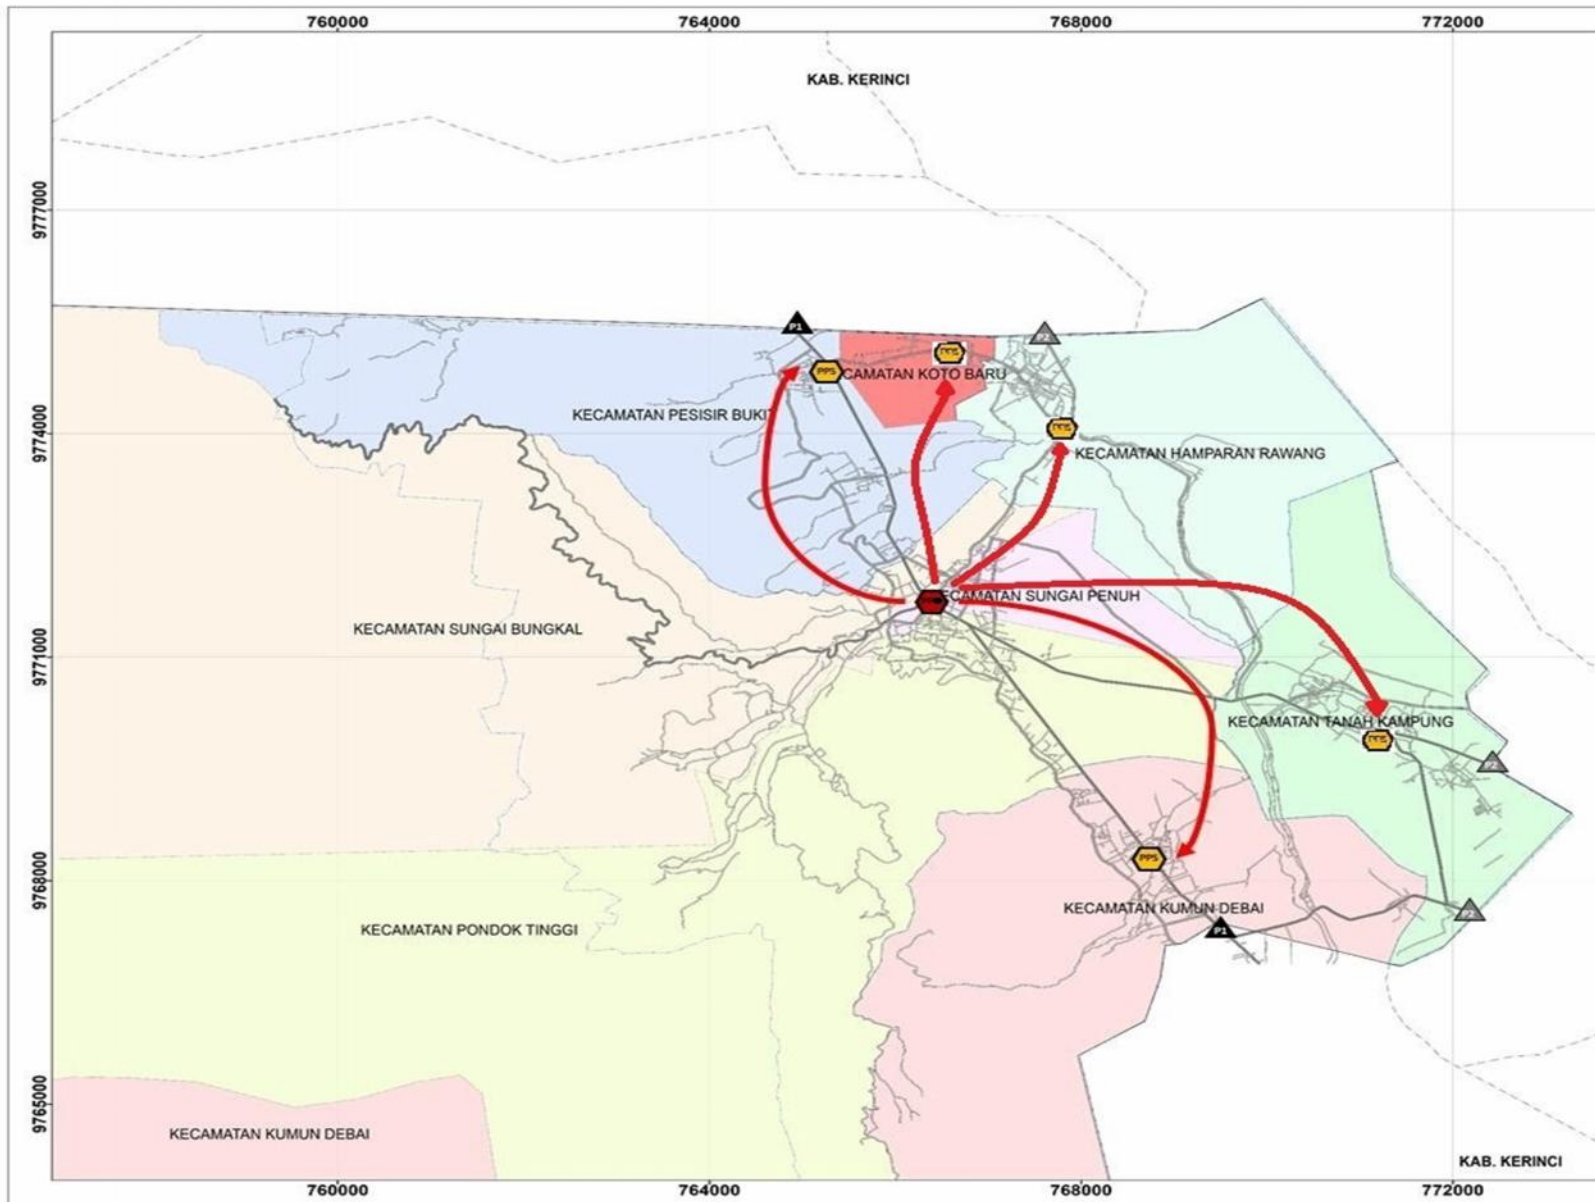 760000 764000 768000 772000
KAB. KERINCI
9777000
P1
PPS
PPS
CAMATAN KOTO BARU
KECAMATAN PESISIR BUKIT
9774000
PPS
KECAMATAN HAMPARAN RAWANG
ECAMATAN SUNGAI PENUH
KECAMATAN SUNGAI BUNGKAL
9771000
KECAMATAN TANAH KAMPUNG
PPS
PPS
9768000
KECAMATAN KUMUN DEBAI
P1
KECAMATAN PONDOK TINGGI
9765000
KECAMATAN KUMUN DEBAI
KAB. KERINCI
760000 764000 768000 772000